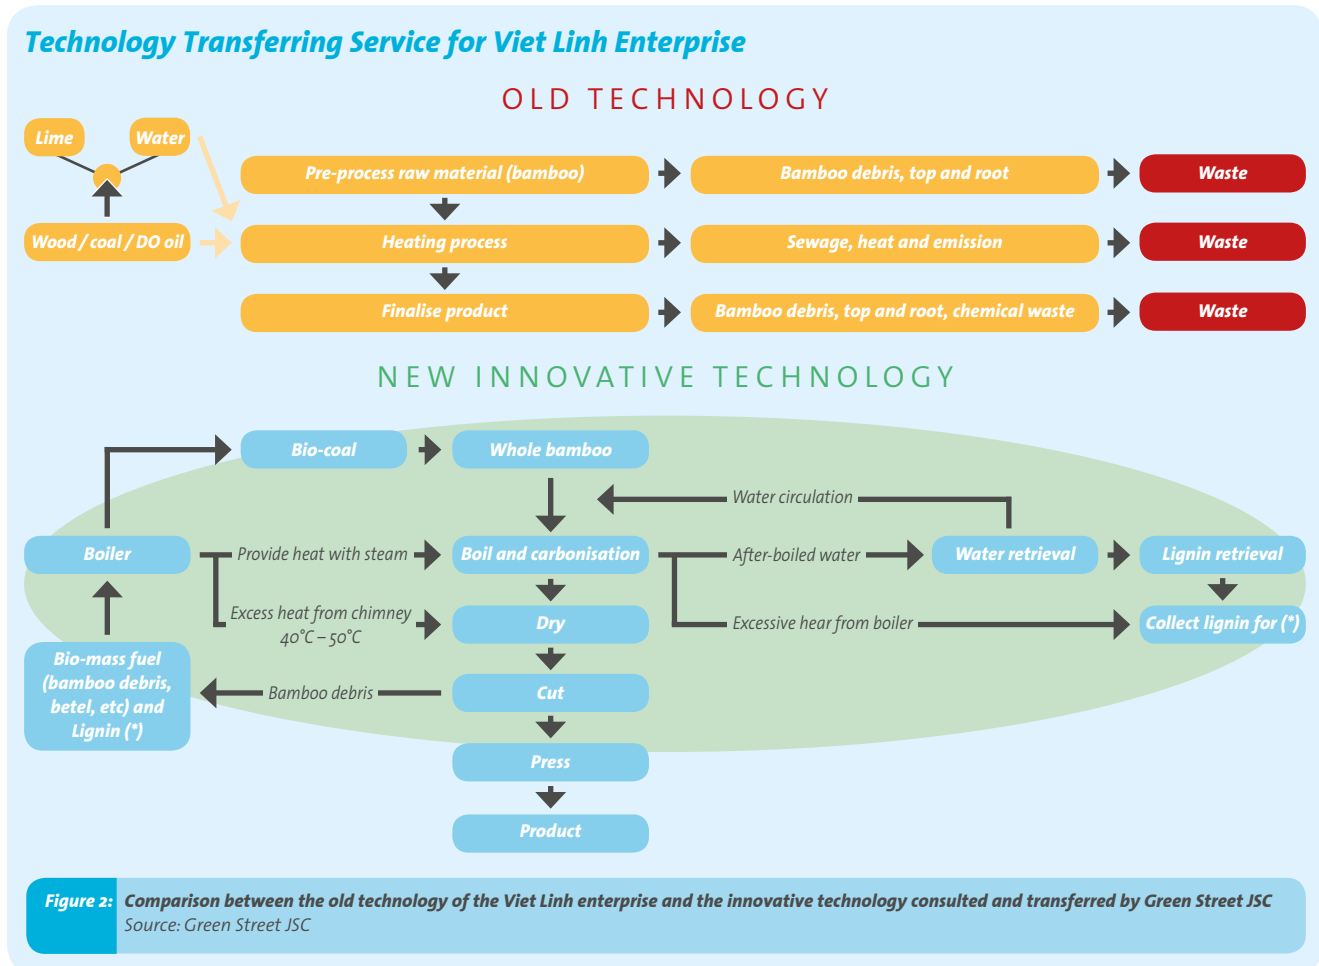 Technology Transferring Service for Viet Linh Enterprise
OLD TECHNOLOGY
Lime
Water
Wood / coal / DO oil
Pre-process raw material (bamboo)
Bamboo debris, top and root
Waste
Heating process
Sewage, heat and emission
Waste
Finalise product
Bamboo debris, top and root, chemical waste
Waste
NEW INNOVATIVE TECHNOLOGY
Bio-coal
Whole bamboo
Water circulation
Boiler
Provide heat with steam
Boil and carbonisation
After-boiled water
Water retrieval
Lignin retrieval
Excess heat from chimney
40°C – 50°C
Dry
Excessive hear from boiler
Collect lignin for (*)
Bio-mass fuel
(bamboo debris,
betel, etc) and
Lignin (*)
Bamboo debris
Cut
Press
Product
Figure 2: Comparison between the old technology of the Viet Linh enterprise and the innovative technology consulted and transferred by Green Street JSC
Source: Green Street JSC